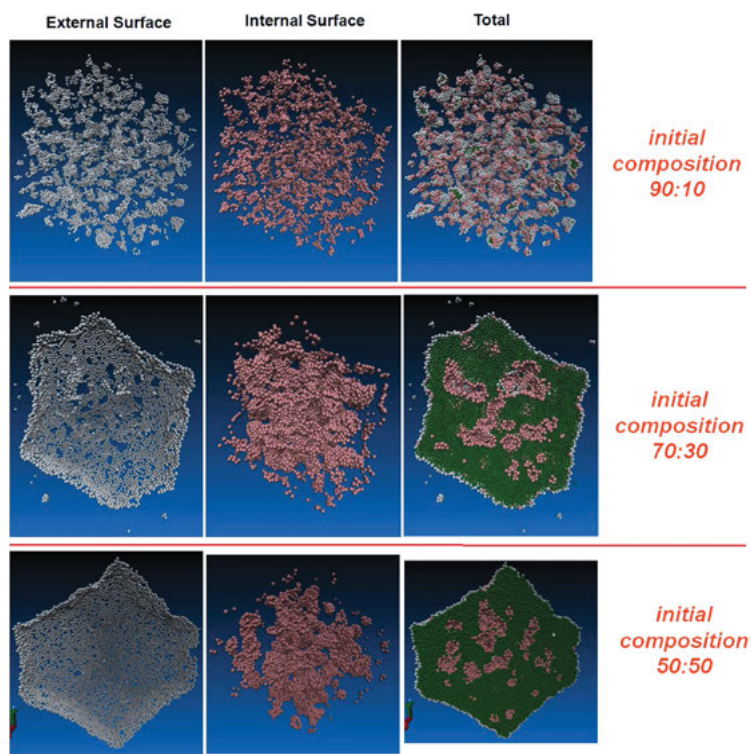 External Surface
Internal Surface
Total
initial
composition
90:10
initial
composition
70:30
initial
composition
50:50